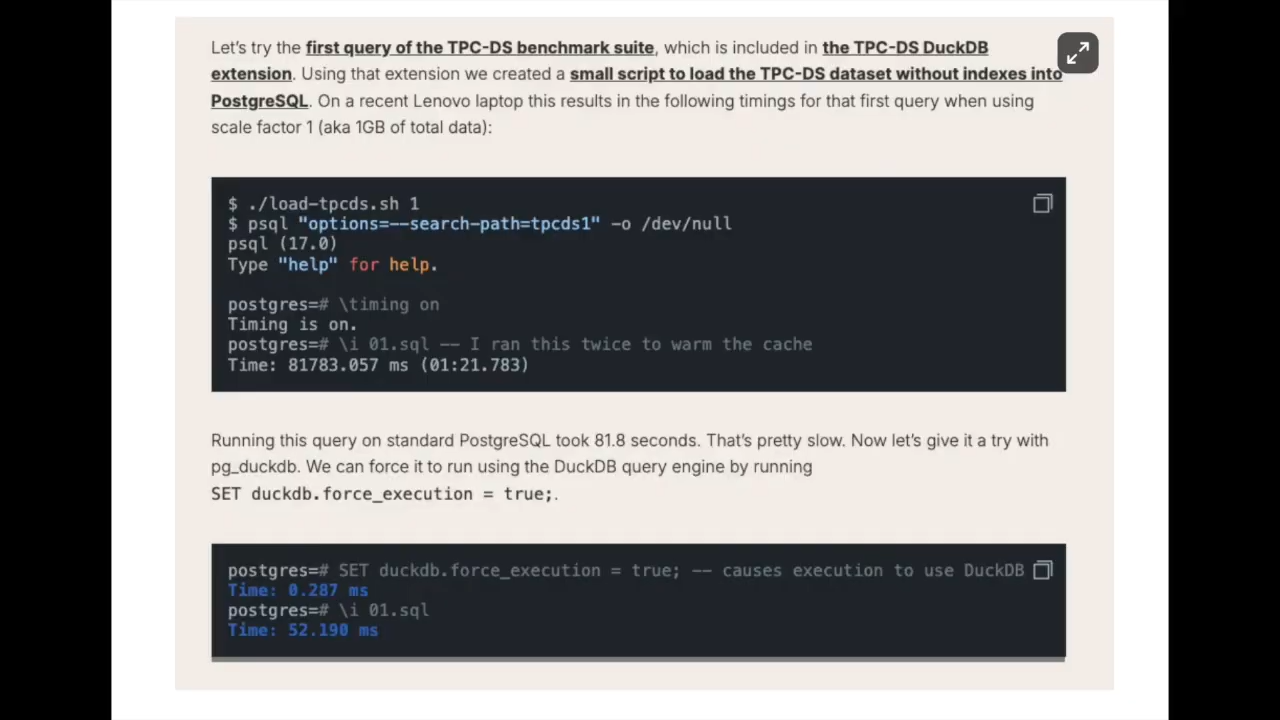 Let's try the first query of the TPC-DS benchmark suite, which is included in the TPC-DS DuckDB
extension. Using that extension we created a small script to load the TPC-DS dataset without indexes into
PostgreSQL. On a recent Lenovo laptop this results in the following timings for that first query when using
scale factor 1 (aka 1GB of total data):
$ ./load-tpcds.sh 1
$ psql "options=--search-path=tpcds1" -o /dev/null
psql (17.0)
Type "help" for help.
postgres=# \timing on
Timing is on.
postgres=# \i 01.sql -- I ran this twice to warm the cache
Time: 81783.057 ms (01:21.783)
Running this query on standard PostgreSQL took 81.8 seconds. That's pretty slow. Now let's give it a try with
pg_duckdb. We can force it to run using the DuckDB query engine by running
SET duckdb.force_execution = true;.
postgres=# SET duckdb.force_execution = true; -- causes execution to use DuckDB
Time: 0.287 ms
postgres=# \i 01.sql
Time: 52.190 ms